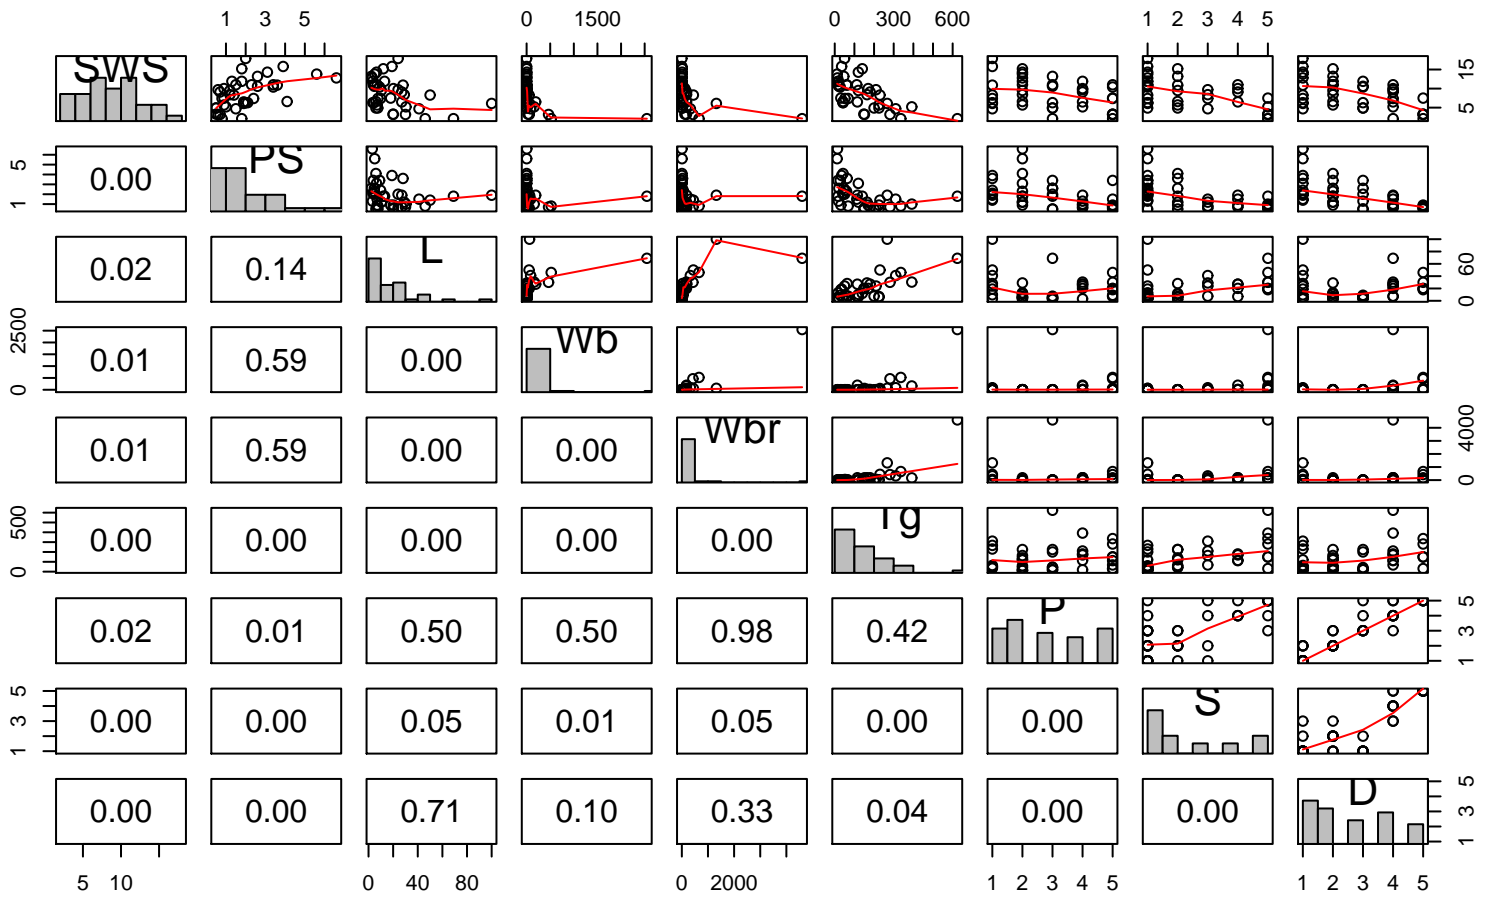 1 3 5 0 1500 0 300 600 1 2 3 4 5
SWS 5 15
1 5 0.00 PS
0.02 0.14 L 0 60
0 2500 0.01 0.59 0.00 Wb
0.01 0.59 0.00 0.00 Wbr 0 4000
0 500 0.00 0.00 0.00 0.00 0.00 Tg
0.02 0.01 0.50 0.50 0.98 0.42 P 1 3 5
1 3 5 0.00 0.00 0.05 0.01 0.05 0.00 0.00 S
0.00 0.00 0.71 0.10 0.33 0.04 0.00 0.00 D 1 3 5
5 10 0 40 80 0 2000 1 2 3 4 5 1 2 3 4 5